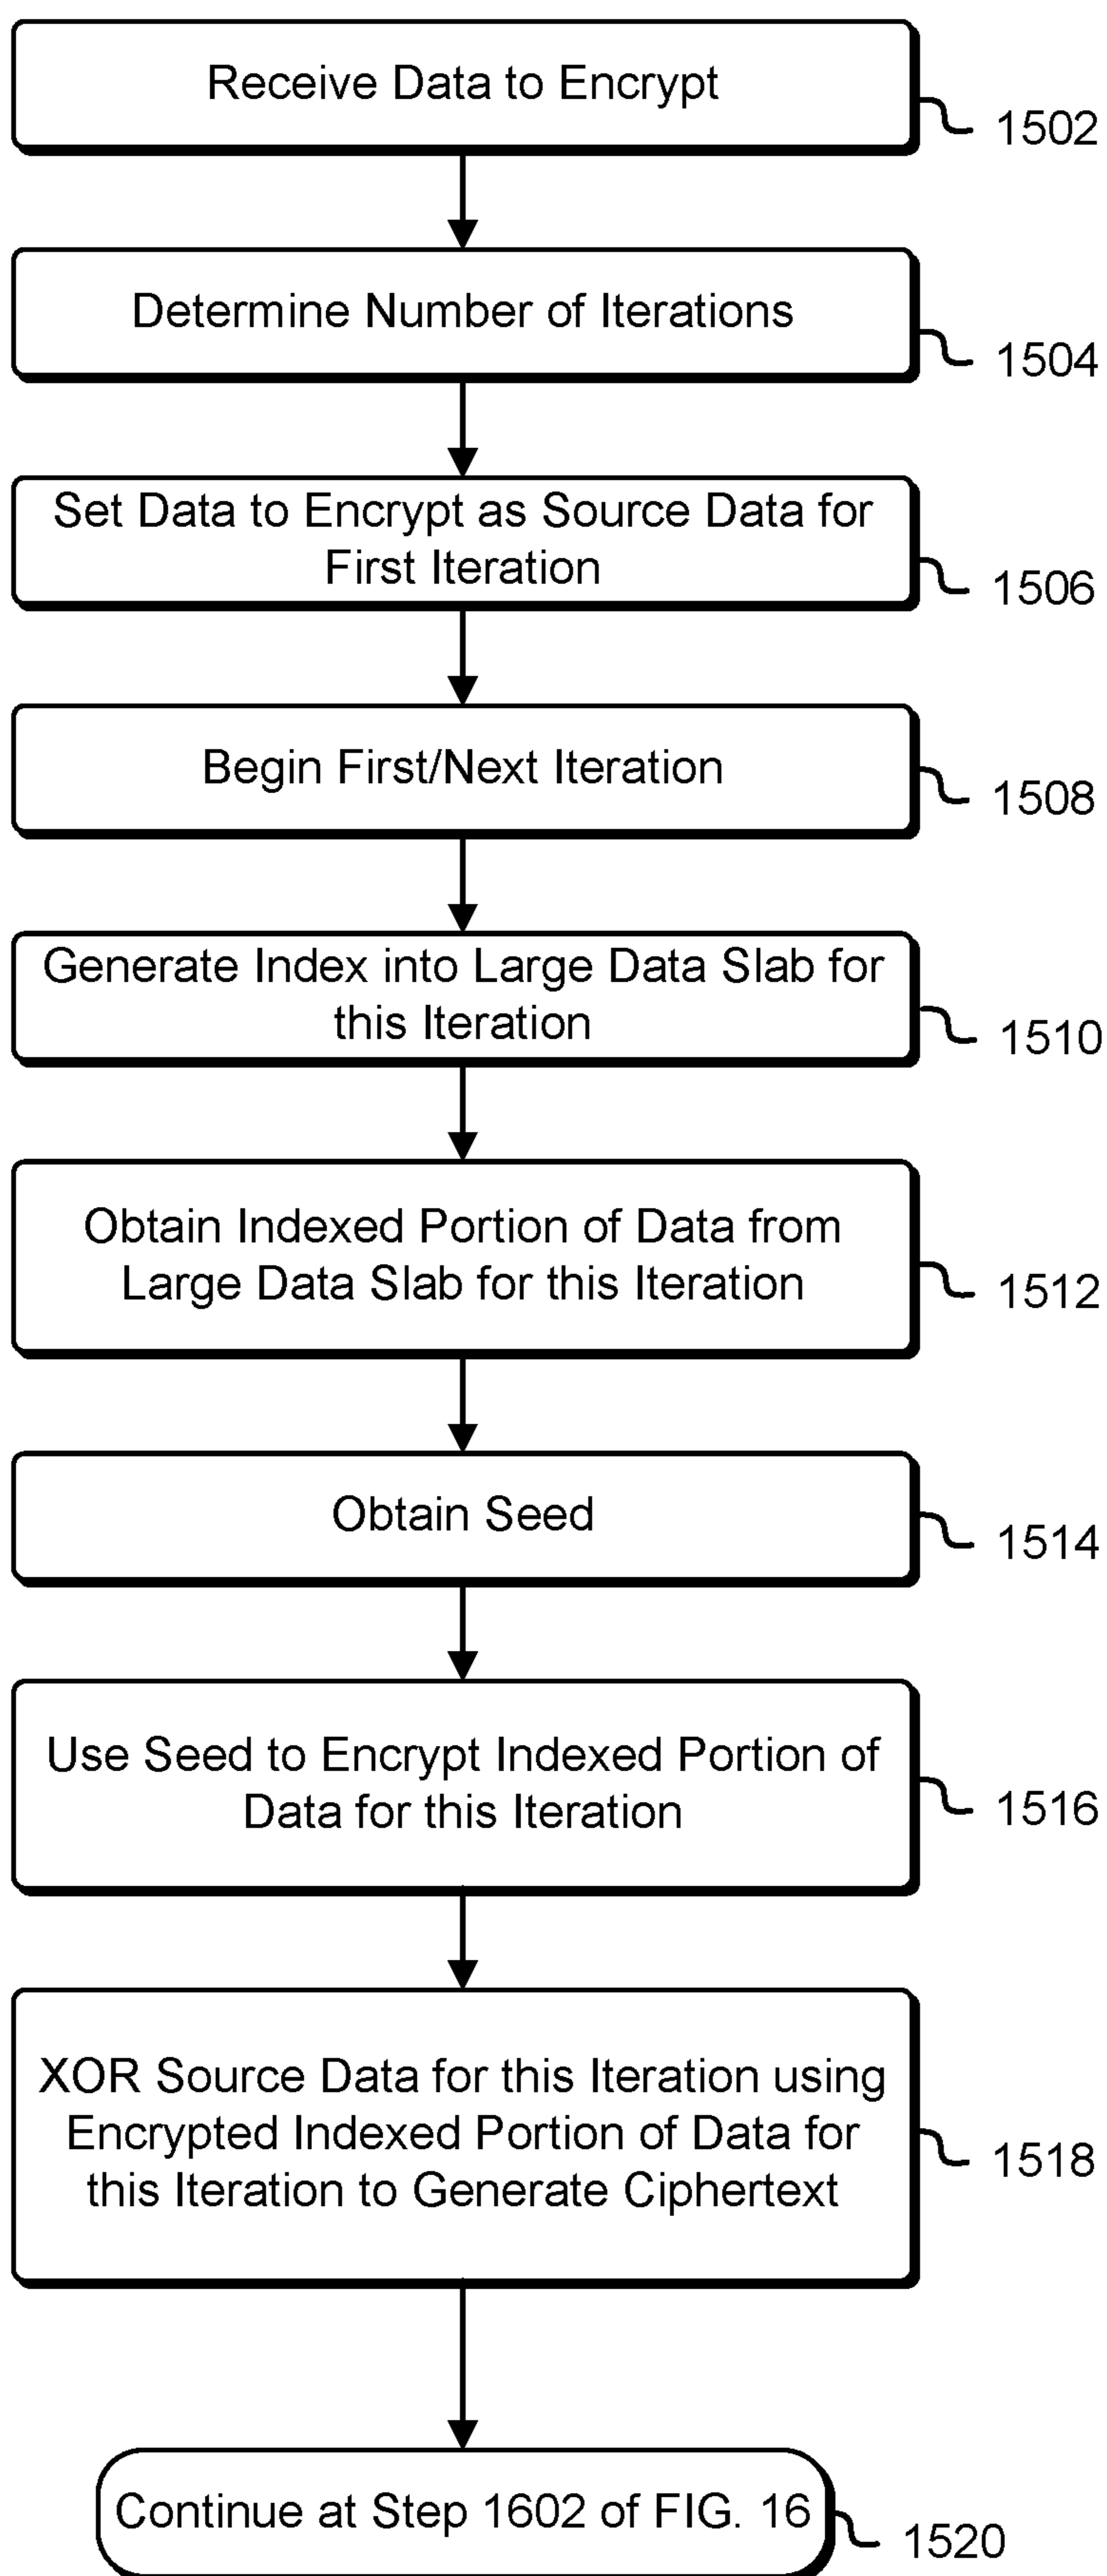 Receive Data to Encrypt
1502
Determine Number of Iterations
1504
Set Data to Encrypt as Source Data for
First Iteration
1506
Begin First/Next Iteration
1508
Generate Index into Large Data Slab for
this Iteration
1510
Obtain Indexed Portion of Data from
Large Data Slab for this Iteration
1512
Obtain Seed
1514
Use Seed to Encrypt Indexed Portion of
Data for this Iteration
1516
XOR Source Data for this Iteration using
Encrypted Indexed Portion of Data for
this Iteration to Generate Ciphertext
1518
Continue at Step 1602 of FIG. 16
1520